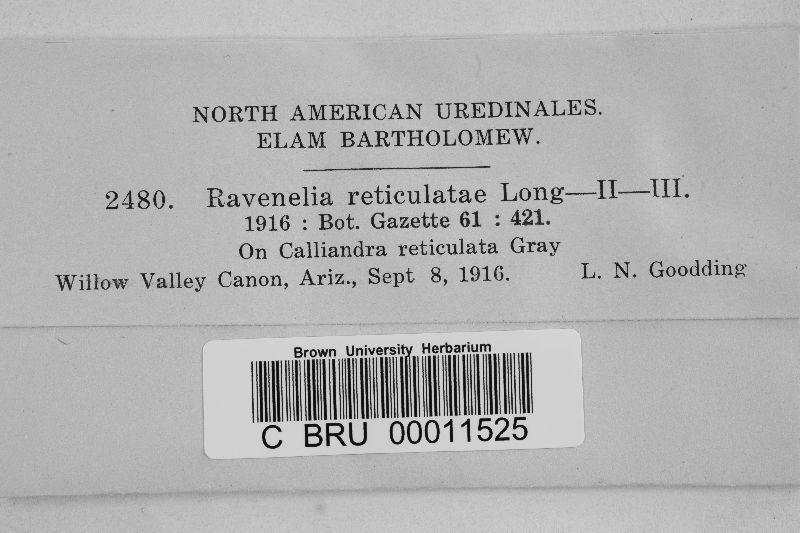 NORTH AMERICAN UREDINALES.
ELAM BARTHOLOMEW.
2480. Ravenelia reticulatae Long—II—III.
1916 : Bot. Gazette 61 : 421.
On Calliandra reticulata Gray
Willow Valley Canon, Ariz., Sept 8, 1916. L. N. Goodding
Brown University Herbarium
C BRU 00011525